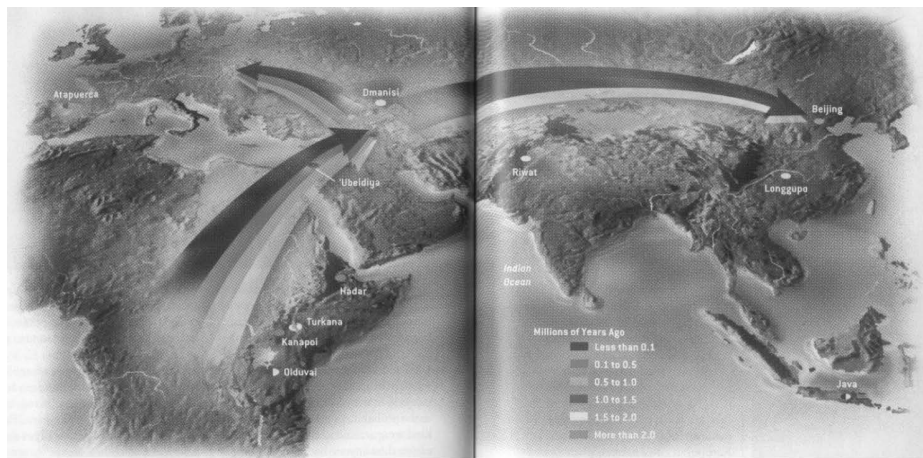 Atapuerca
Dmanisi
'Ubeidiya
Hadar
Turkana
Kanapoi
Olduvai
Riwat
Beijing
Longgupo
Indian
Ocean
Java
Millions of Years Ago
Less than 0.1
0.1 to 0.5
0.5 to 1.0
1.0 to 1.5
1.5 to 2.0
More than 2.0